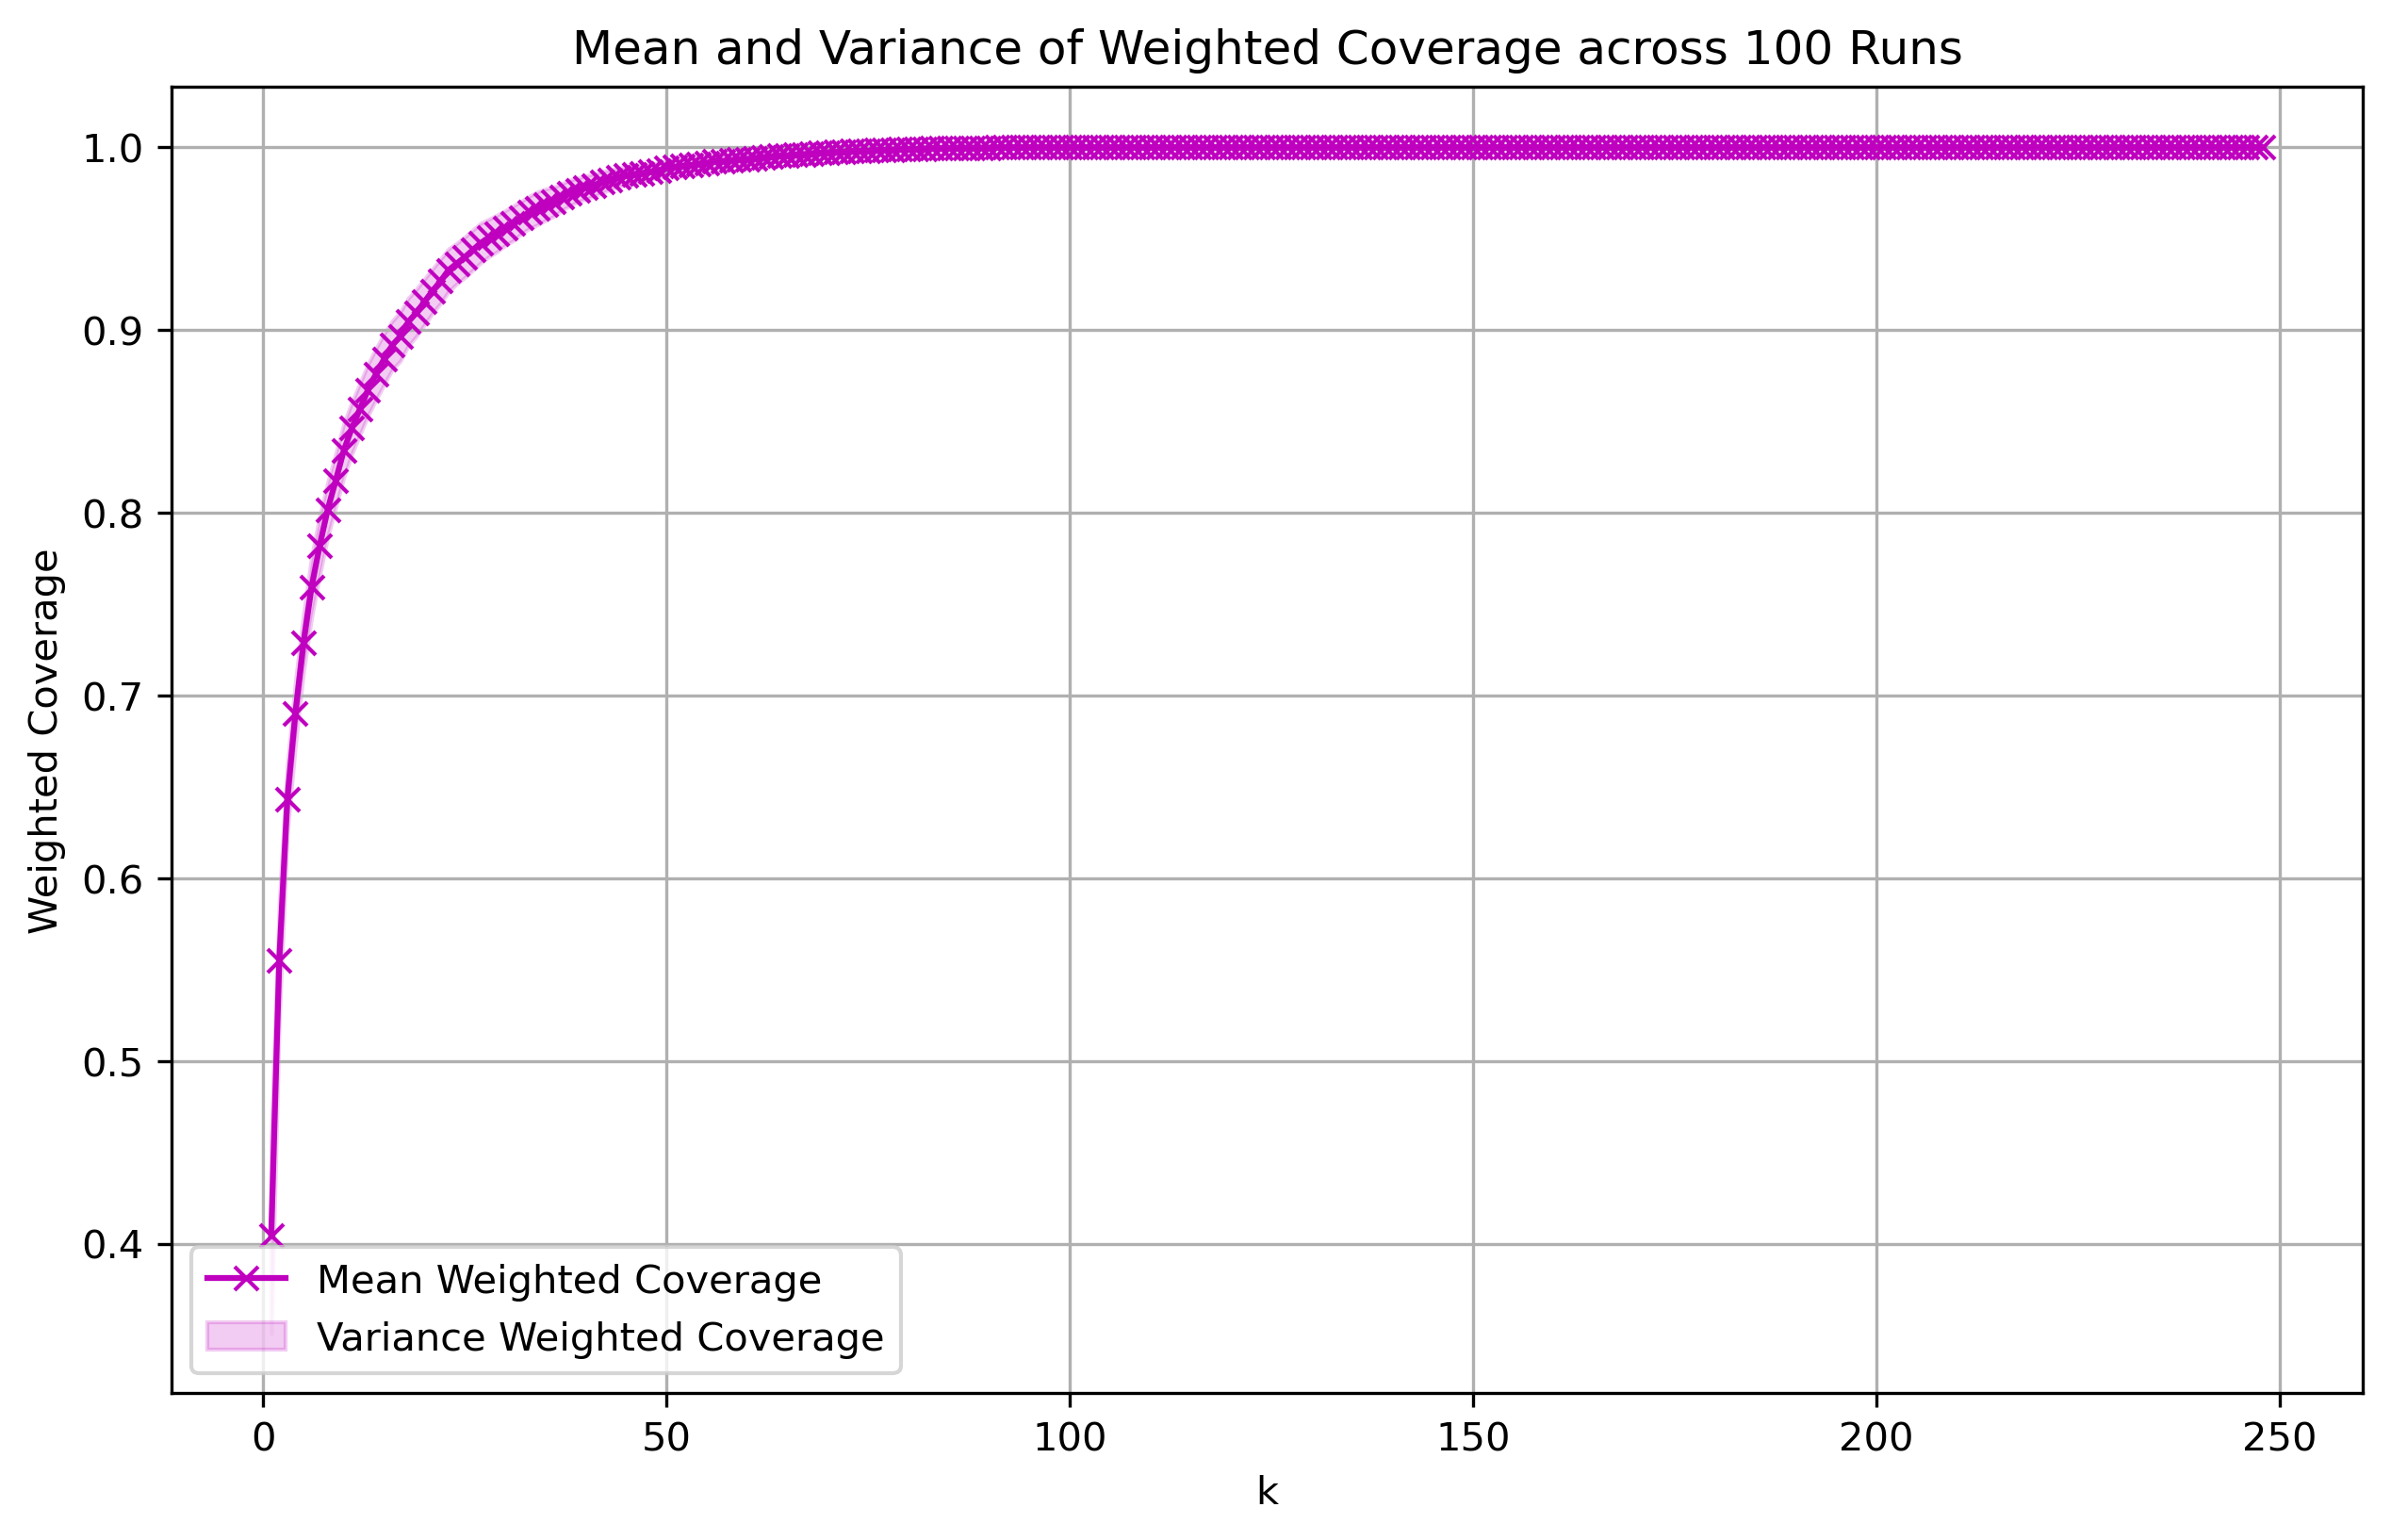 Mean and Variance of Weighted Coverage across 100 Runs
Weighted Coverage
1.0
0.9
0.8
0.7
0.6
0.5
0.4
Mean Weighted Coverage
Variance Weighted Coverage
0 50 100 150 200 250
k